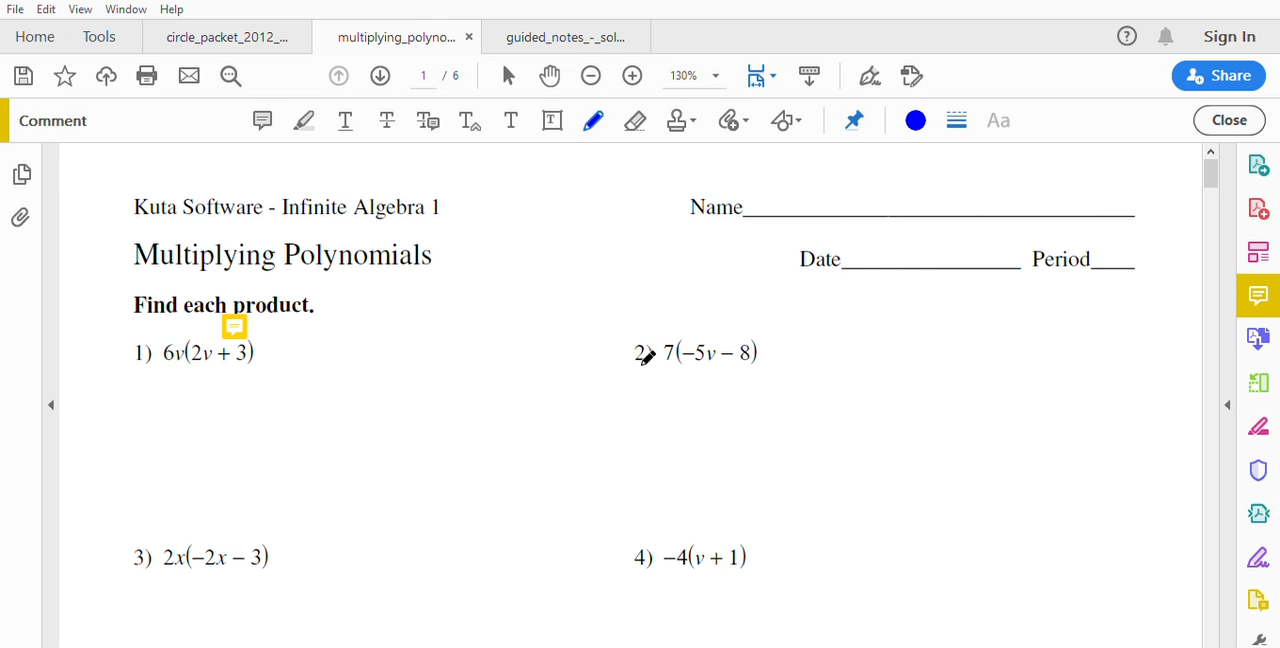 File Edit View Window Help
Home Tools circle_packet_2012_... multiplying_polyno... × guided_notes_-_sol... Sign In
1 / 6 130% Share
Comment T T T T T T Aa Close
Kuta Software - Infinite Algebra 1 Name
Multiplying Polynomials Date Period
Find each product.
1) 6v(2v + 3) 2) 7(−5v − 8)
3) 2x(−2x − 3) 4) −4(v + 1)